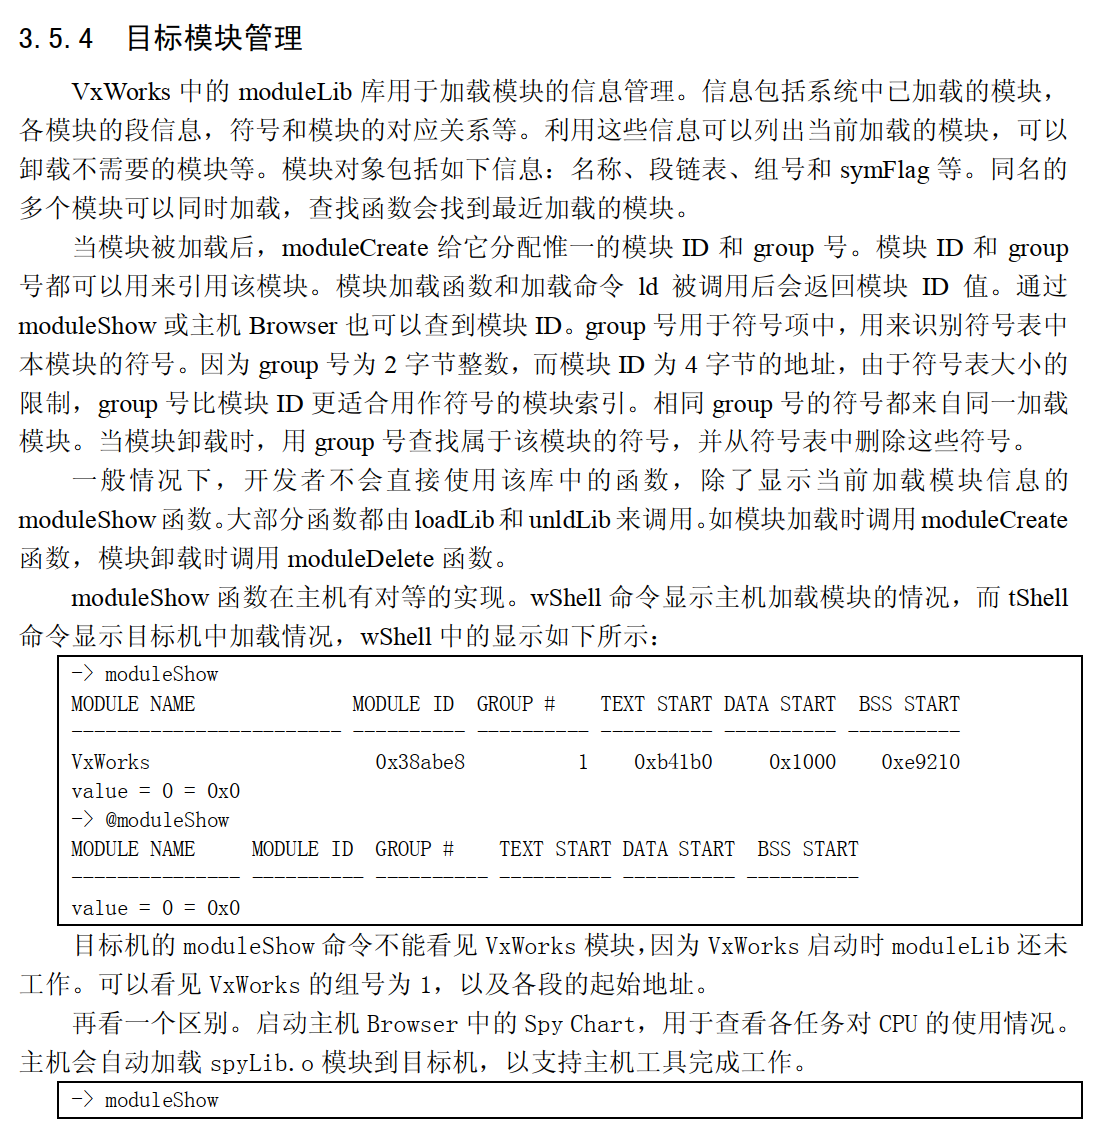 3.5.4 目标模块管理
VxWorks 中的 moduleLib 库用于加载模块的信息管理。信息包括系统中已加载的模块，
各模块的段信息，符号和模块的对应关系等。利用这些信息可以列出当前加载的模块，可以
卸载不需要的模块等。模块对象包括如下信息：名称、段链表、组号和 symFlag 等。同名的
多个模块可以同时加载，查找函数会找到最近加载的模块。
当模块被加载后，moduleCreate 给它分配惟一的模块 ID 和 group 号。模块 ID 和 group
号都可以用来引用该模块。模块加载函数和加载命令 ld 被调用后会返回模块 ID 值。通过
moduleShow 或主机 Browser 也可以查到模块 ID。group 号用于符号项中，用来识别符号表中
本模块的符号。因为 group 号为 2 字节整数，而模块 ID 为 4 字节的地址，由于符号表大小的
限制，group 号比模块 ID 更适合用作符号的模块索引。相同 group 号的符号都来自同一加载
模块。当模块卸载时，用 group 号查找属于该模块的符号，并从符号表中删除这些符号。
一般情况下，开发者不会直接使用该库中的函数，除了显示当前加载模块信息的
moduleShow 函数。大部分函数都由 loadLib 和 unldLib 来调用。如模块加载时调用 moduleCreate
函数，模块卸载时调用 moduleDelete 函数。
moduleShow 函数在主机有对等的实现。wShell 命令显示主机加载模块的情况，而 tShell
命令显示目标机中加载情况，wShell 中的显示如下所示：
-> moduleShow
MODULE NAME MODULE ID GROUP # TEXT START DATA START BSS START
------------------------ ---------- ---------- ---------- ---------- ----------
VxWorks 0x38abe8 1 0xb41b0 0x1000 0xe9210
value = 0 = 0x0
-> @moduleShow
MODULE NAME MODULE ID GROUP # TEXT START DATA START BSS START
--------------- ---------- ---------- ---------- ---------- ----------
value = 0 = 0x0
目标机的 moduleShow 命令不能看见 VxWorks 模块，因为 VxWorks 启动时 moduleLib 还未
工作。可以看见 VxWorks 的组号为 1，以及各段的起始地址。
再看一个区别。启动主机 Browser 中的 Spy Chart，用于查看各任务对 CPU 的使用情况。
主机会自动加载 spyLib.o 模块到目标机，以支持主机工具完成工作。
-> moduleShow